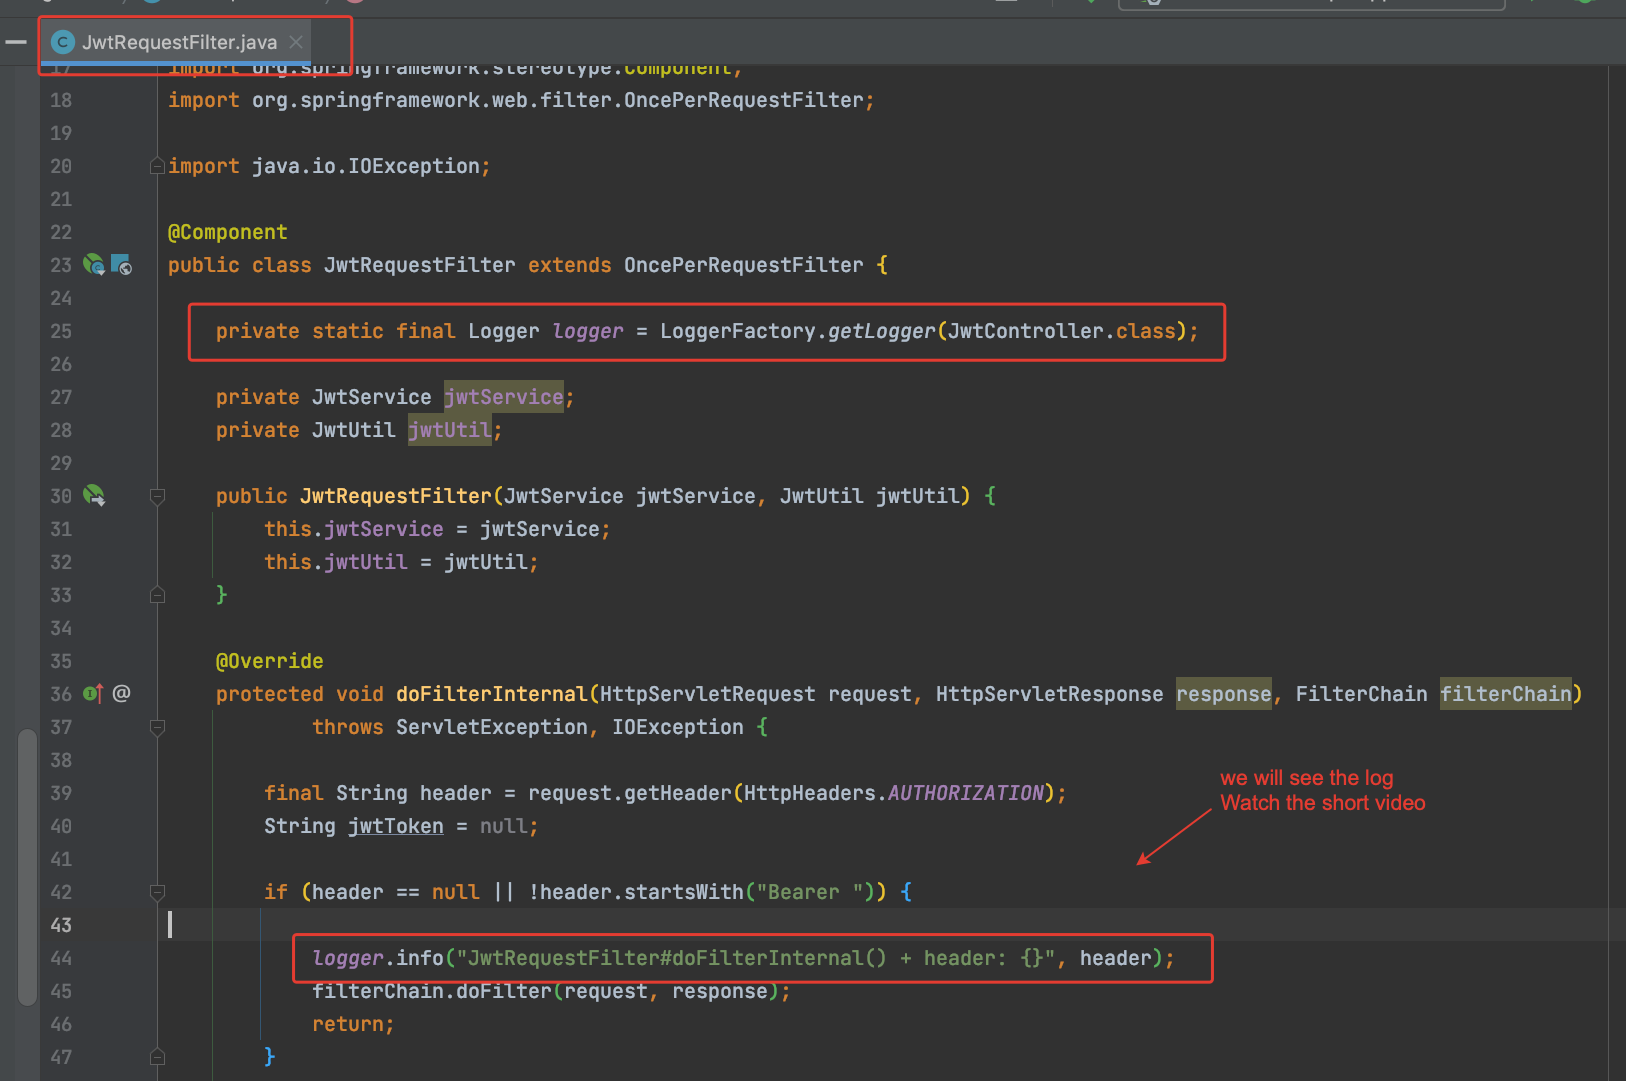 JwtRequestFilter.java
17 import org.springframework.stereotype.Component;
18 import org.springframework.web.filter.OncePerRequestFilter;
19
20 import java.io.IOException;
21
22 @Component
23 public class JwtRequestFilter extends OncePerRequestFilter {
24
25 private static final Logger logger = LoggerFactory.getLogger(JwtController.class);
26
27 private JwtService jwtService;
28 private JwtUtil jwtUtil;
29
30 public JwtRequestFilter(JwtService jwtService, JwtUtil jwtUtil) {
31 this.jwtService = jwtService;
32 this.jwtUtil = jwtUtil;
33 }
34
35 @Override
36 @ protected void doFilterInternal(HttpServletRequest request, HttpServletResponse response, FilterChain filterChain)
37 throws ServletException, IOException {
38
we will see the log
Watch the short video
39 final String header = request.getHeader(HttpHeaders.AUTHORIZATION);
40 String jwtToken = null;
41
42 if (header == null || !header.startsWith("Bearer ")) {
43
44 logger.info("JwtRequestFilter#doFilterInternal() + header: {}", header);
45 filterChain.doFilter(request, response);
46 return;
47 }